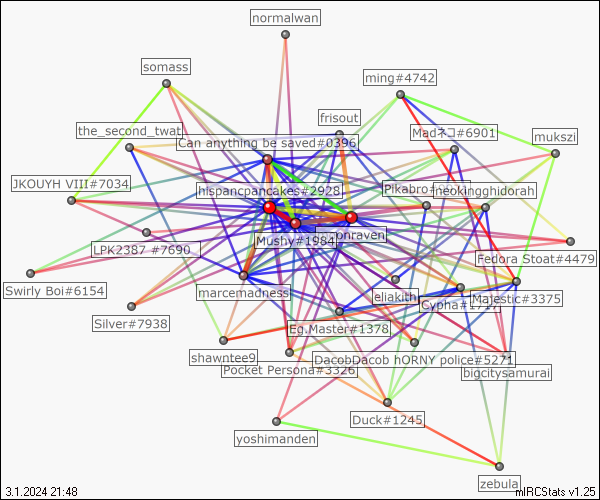 normalwan
somass
ming#4742
frisout
the_second_twat
Can anything be saved#0396
Madネコ#6901
mukszi
JKOUYH VIII#7034
hispancpancakes#2928
Pikabro
neokingghidorah
onraven
Mushy#1984
LPK2387 #7690
Fedora Stoat#4479
Swirly Boi#6154
marcemadness
eliakith
Cypha#1717
Majestic#3375
Silver#7938
Eg.Master#1378
shawntee9
DacobDacob hORNY police#5271
Pocket Persona#3326
bigcitysamurai
Duck#1245
yoshimanden
zebula
3.1.2024 21:48
mIRCStats v1.25